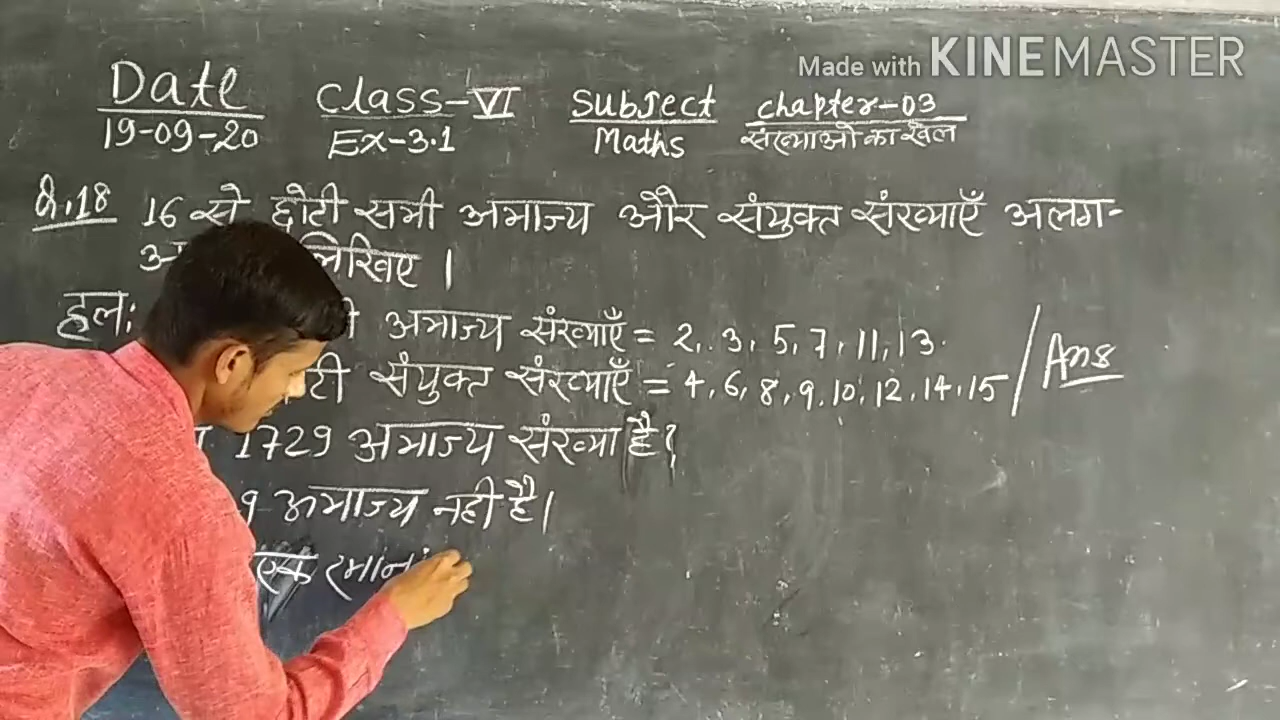 Made with KINEMASTER
Date Class-VI Subject chapter-03
19-09-20 Ex-3.1 Maths संख्याओ का खेल
Q.18 16 से छोटी सभी अभाज्य और संयुक्त संख्याएँ अलग-
लिखिए ।
हल: अभाज्य संख्याएँ = 2, 3, 5, 7, 11, 13.
संयुक्त संख्याएँ = 4, 6, 8, 9, 10, 12, 14, 15 / Ans
1729 अभाज्य संख्या है?
9 अभाज्य नही है।
एक